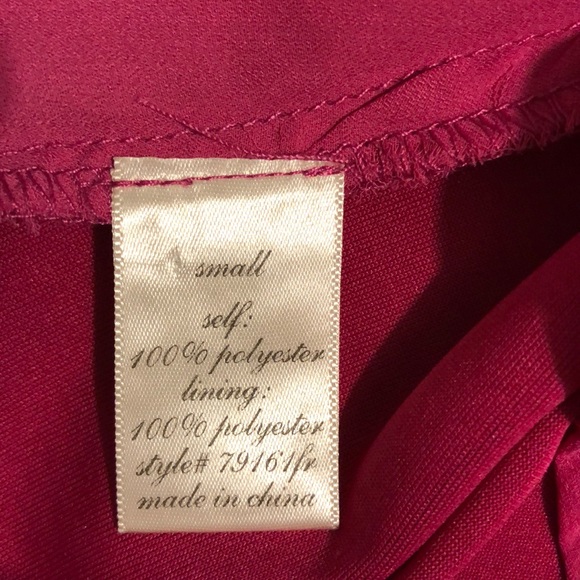 small
self:
100% polyester
lining:
100% polyester
style# 79161fr
made in china